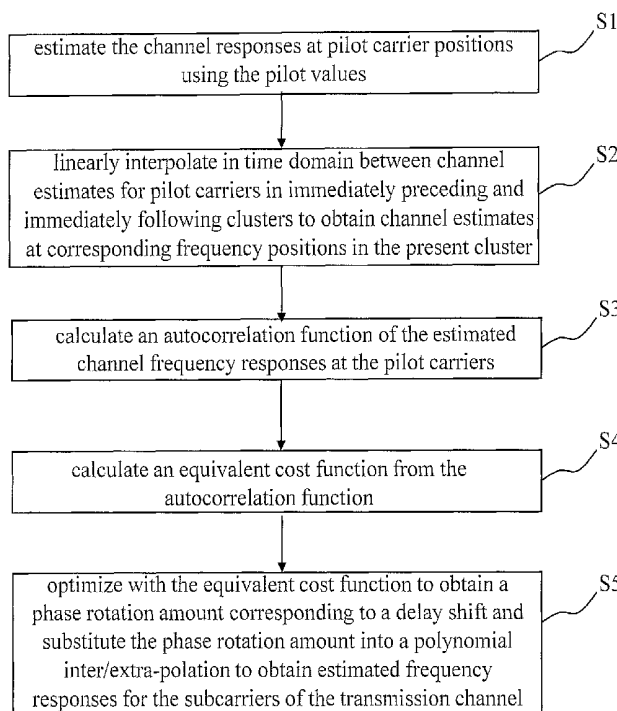 S1
estimate the channel responses at pilot carrier positions
using the pilot values
S2
linearly interpolate in time domain between channel
estimates for pilot carriers in immediately preceding and
immediately following clusters to obtain channel estimates
at corresponding frequency positions in the present cluster
S3
calculate an autocorrelation function of the estimated
channel frequency responses at the pilot carriers
S4
calculate an equivalent cost function from the
autocorrelation function
S5
optimize with the equivalent cost function to obtain a
phase rotation amount corresponding to a delay shift and
substitute the phase rotation amount into a polynomial
inter/extra-polation to obtain estimated frequency
responses for the subcarriers of the transmission channel